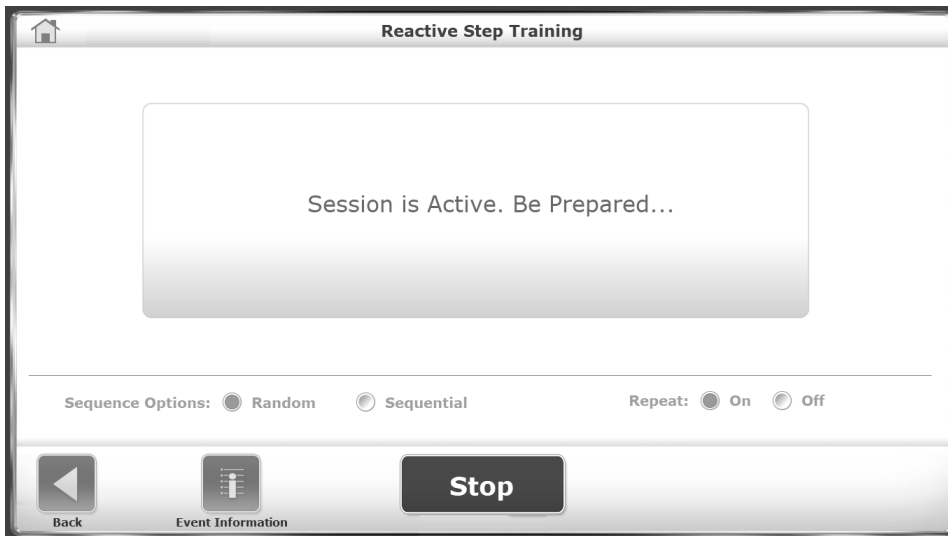 Reactive Step Training
Session is Active. Be Prepared...
Sequence Options: Random Sequential Repeat: On Off
Stop
Back Event Information